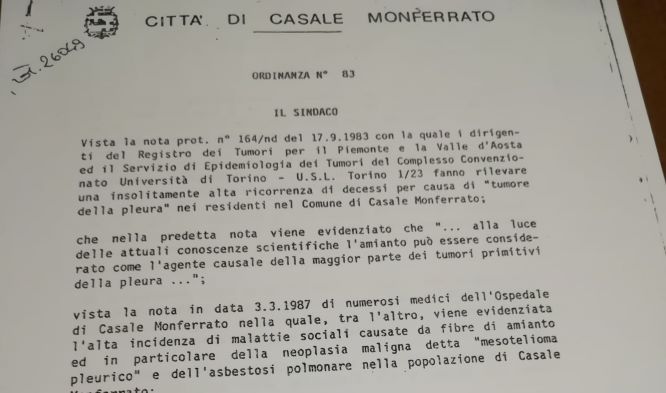 CITTA' DI CASALE MONFERRATO
26049
ORDINANZA N° 83
IL SINDACO
Vista la nota prot. n° 164/nd del 17.9.1983 con la quale i dirigen-
ti del Registro dei Tumori per il Piemonte e la Valle d'Aosta
ed il Servizio di Epidemiologia dei Tumori del Complesso Convenzio-
nato Università di Torino - U.S.L. Torino 1/23 fanno rilevare
una insolitamente alta ricorrenza di decessi per causa di "tumore
della pleura" nei residenti nel Comune di Casale Monferrato;
che nella predetta nota viene evidenziato che "... alla luce
delle attuali conoscenze scientifiche l'amianto può essere conside-
rato come l'agente causale della maggior parte dei tumori primitivi
della pleura ...";
vista la nota in data 3.3.1987 di numerosi medici dell'Ospedale
di Casale Monferrato nella quale, tra l'altro, viene evidenziata
l'alta incidenza di malattie sociali causate da fibre di amianto
ed in particolare della neoplasia maligna detta "mesotelioma
pleurico" e dell'asbestosi polmonare nella popolazione di Casale
Monferrato;